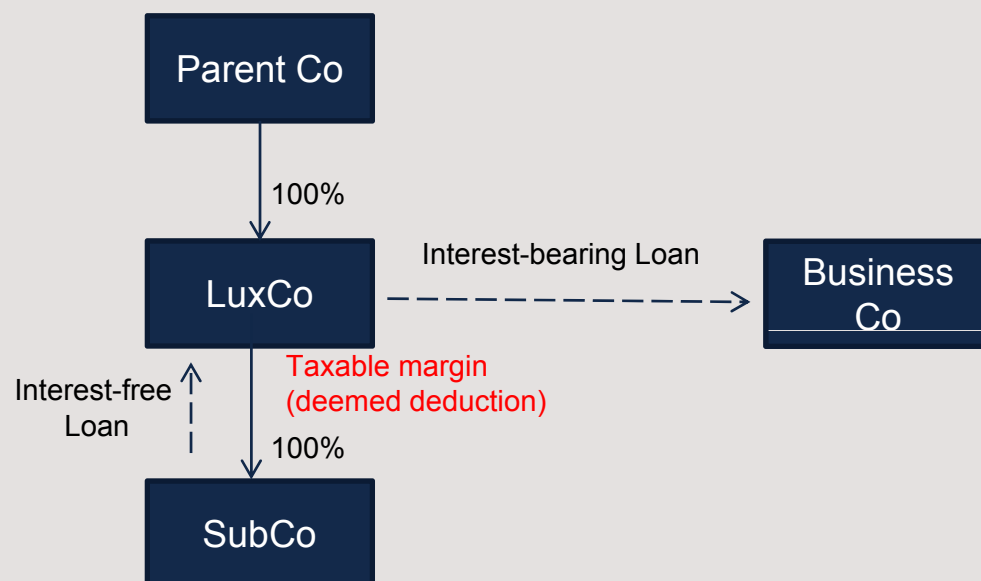 Parent Co
100%
Interest-bearing Loan
LuxCo
Business
Co
Taxable margin
(deemed deduction)
Interest-free
Loan
100%
SubCo